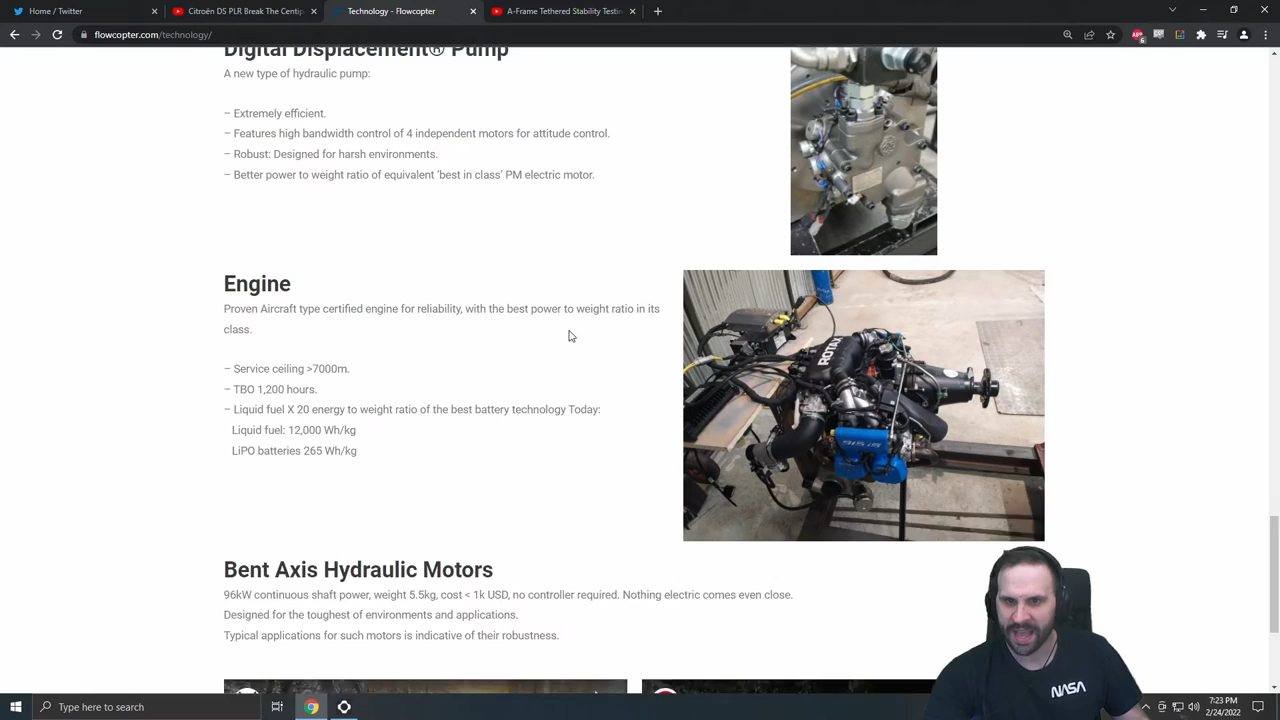 Home / Twitter
Citroën DS PLR Break The Centipe
Technology - Flowcopter
A-Frame Tethered Stability Testin
flowcopter.com/technology/
Digital Displacement® Pump
A new type of hydraulic pump:
– Extremely efficient.
– Features high bandwidth control of 4 independent motors for attitude control.
– Robust: Designed for harsh environments.
– Better power to weight ratio of equivalent ‘best in class’ PM electric motor.
Engine
Proven Aircraft type certified engine for reliability, with the best power to weight ratio in its
class.
– Service ceiling >7000m.
– TBO 1,200 hours.
– Liquid fuel X 20 energy to weight ratio of the best battery technology Today:
Liquid fuel: 12,000 Wh/kg
LiPO batteries 265 Wh/kg
ROTAX
Bent Axis Hydraulic Motors
96kW continuous shaft power, weight 5.5kg, cost < 1k USD, no controller required. Nothing electric comes even close.
Designed for the toughest of environments and applications.
Typical applications for such motors is indicative of their robustness.
NASA
Type here to search
7:23 PM
2/24/2022